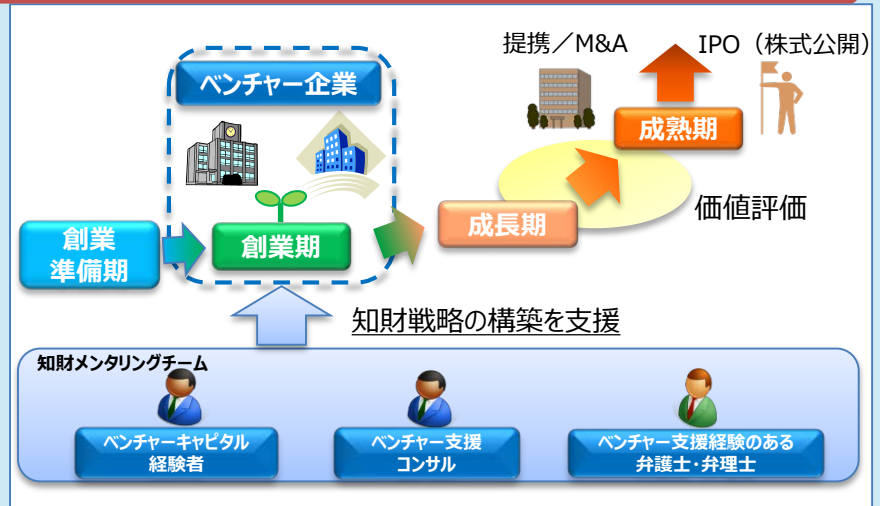 提携／M&A
IPO（株式公開）
ベンチャー企業
成熟期
価値評価
成長期
創業
準備期
創業期
知財戦略の構築を支援
知財メンタリングチーム
ベンチャーキャピタル
経験者
ベンチャー支援
コンサル
ベンチャー支援経験のある
弁護士・弁理士